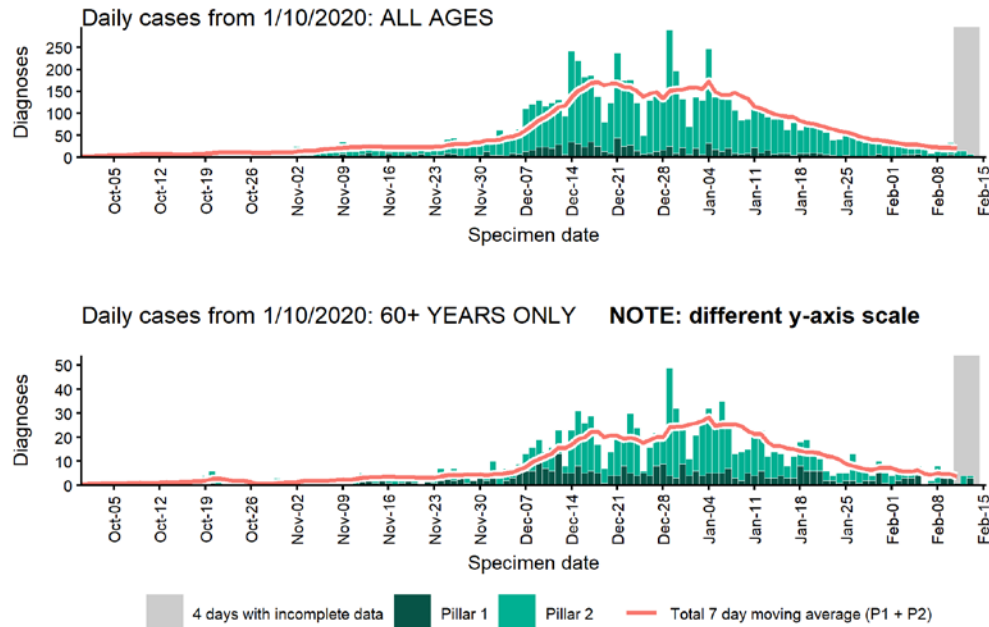 Daily cases from 1/10/2020: ALL AGES
Diagnoses
250
200
150
100
50
0
Oct-05
Oct-12
Oct-19
Oct-26
Nov-02
Nov-09
Nov-16
Nov-23
Nov-30
Dec-07
Dec-14
Dec-21
Dec-28
Jan-04
Jan-11
Jan-18
Jan-25
Feb-01
Feb-08
Feb-15
Specimen date
Daily cases from 1/10/2020: 60+ YEARS ONLY NOTE: different y-axis scale
Diagnoses
50
40
30
20
10
0
Oct-05
Oct-12
Oct-19
Oct-26
Nov-02
Nov-09
Nov-16
Nov-23
Nov-30
Dec-07
Dec-14
Dec-21
Dec-28
Jan-04
Jan-11
Jan-18
Jan-25
Feb-01
Feb-08
Feb-15
Specimen date
4 days with incomplete data Pillar 1 Pillar 2 Total 7 day moving average (P1 + P2)